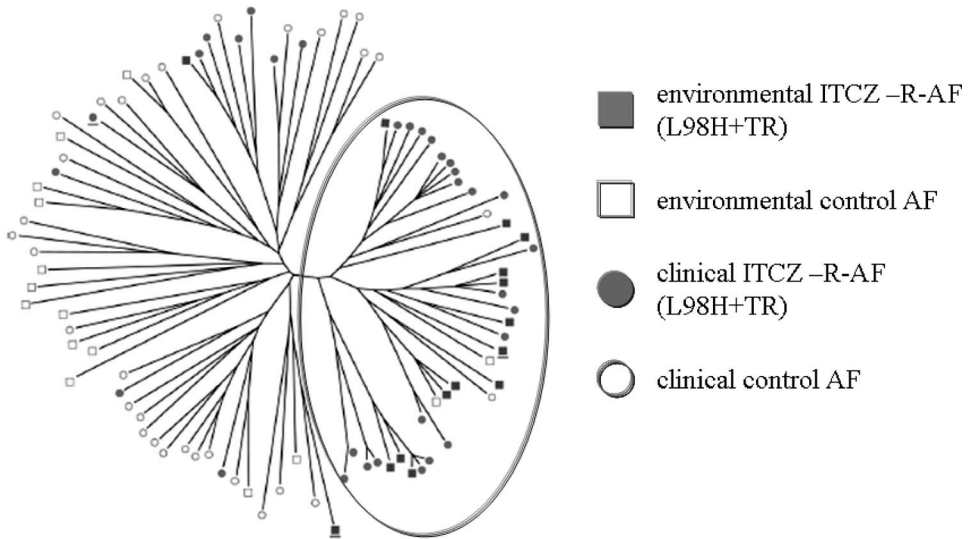 environmental ITCZ –R-AF
(L98H+TR)
environmental control AF
clinical ITCZ –R-AF
(L98H+TR)
clinical control AF